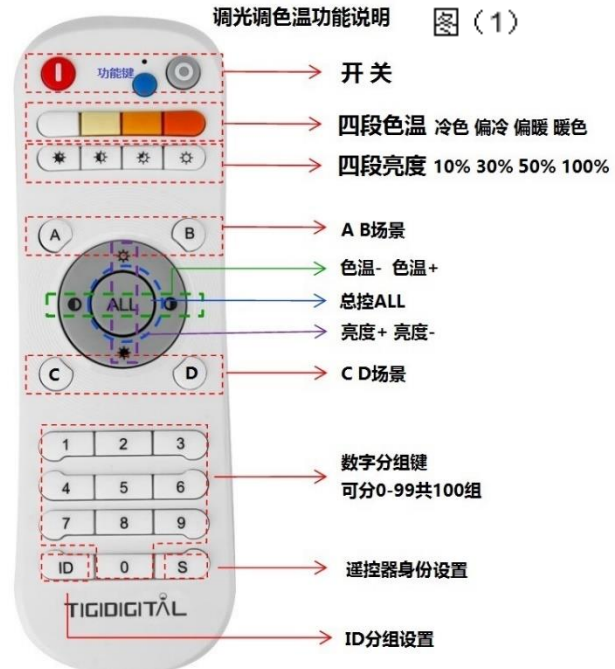 调光调色温功能说明 图（1）
功能键
开 关
四段色温 冷色 偏冷 偏暖 暖色
四段亮度 10% 30% 50% 100%
A
B
A B场景
色温- 色温+
ALL
总控ALL
亮度+ 亮度-
C
D
C D场景
1 2 3
4 5 6
数字分组键
可分0-99共100组
7 8 9
ID 0 S
遥控器身份设置
TIGIDIGITAL
ID分组设置